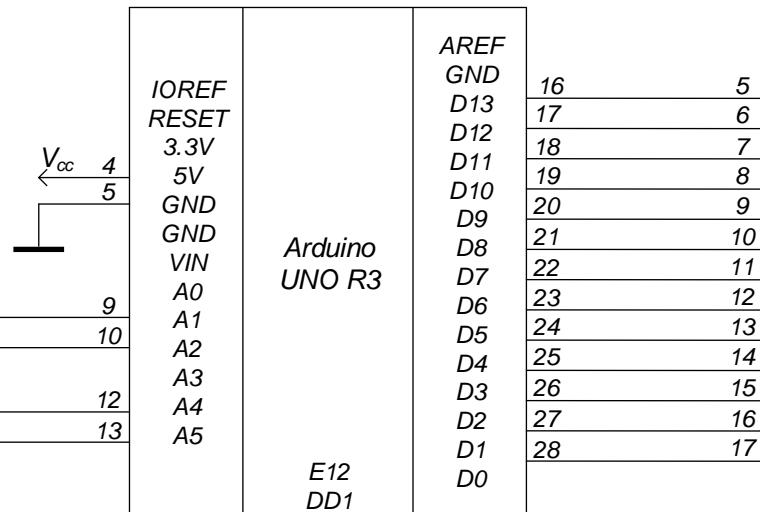 V_cc 4
5
9
10
12
13
IOREF
RESET
3.3V
5V
GND
GND
VIN
A0
A1
A2
A3
A4
A5
Arduino
UNO R3
E12
DD1
AREF
GND
D13
D12
D11
D10
D9
D8
D7
D6
D5
D4
D3
D2
D1
D0
16 5
17 6
18 7
19 8
20 9
21 10
22 11
23 12
24 13
25 14
26 15
27 16
28 17